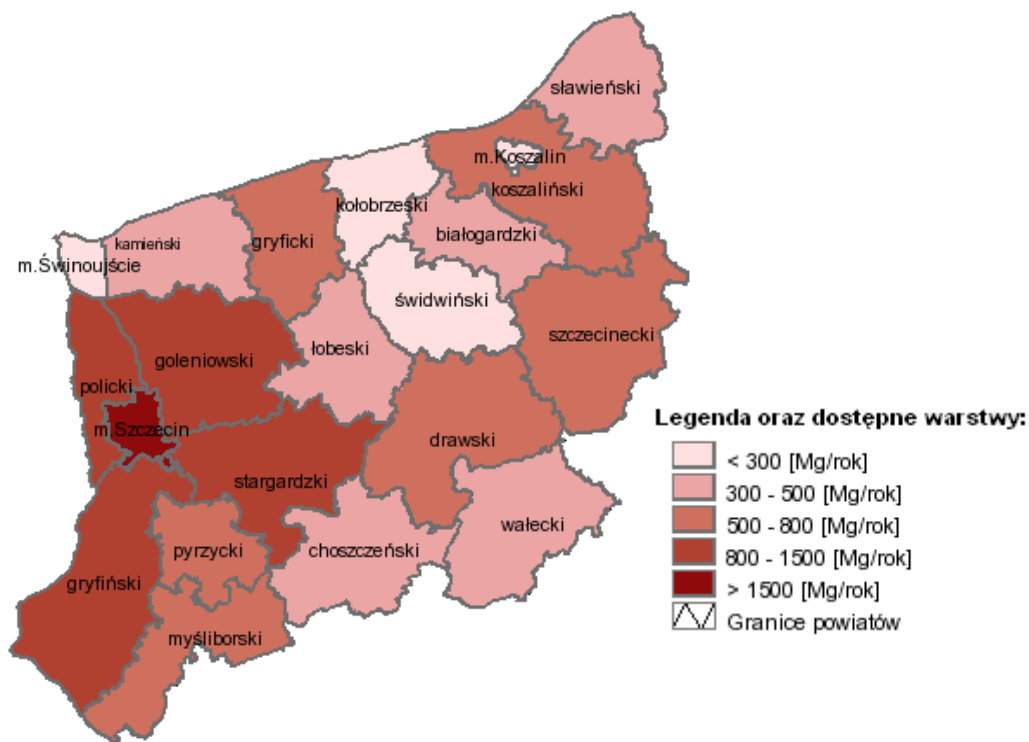 sławieński
m.Koszalin
koszaliński
kołobrzeski
białogardzki
kamieński
gryficki
m.Świnoujście
świdwiński
szczecinecki
łobeski
goleniowski
policki
m.Szczecin
drawski
stargardzki
wałecki
choszczeński
pyrzycki
gryfiński
myśliborski
Legenda oraz dostępne warstwy:
< 300 [Mg/rok]
300 - 500 [Mg/rok]
500 - 800 [Mg/rok]
800 - 1500 [Mg/rok]
> 1500 [Mg/rok]
Granice powiatów